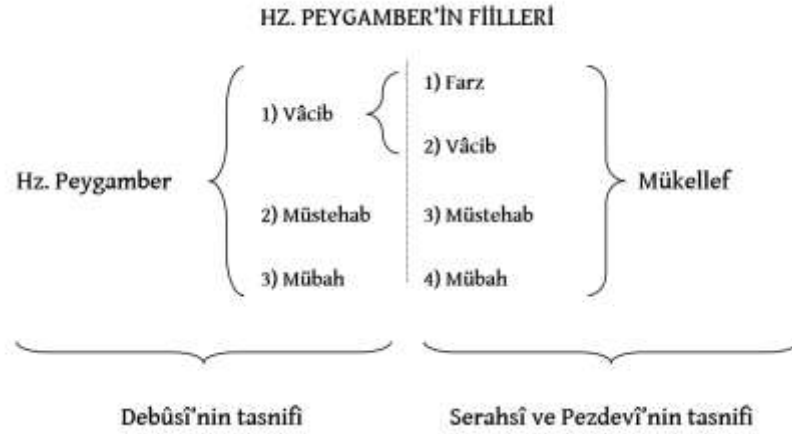 HZ. PEYGAMBER’İN FİİLLERİ
1) Farz
1) Vâcib
2) Vâcib
Hz. Peygamber
Mükellef
2) Müstehab 3) Müstehab
3) Mübah 4) Mübah
Debûsî’nin tasnifi Serahsî ve Pezdevî’nin tasnifi